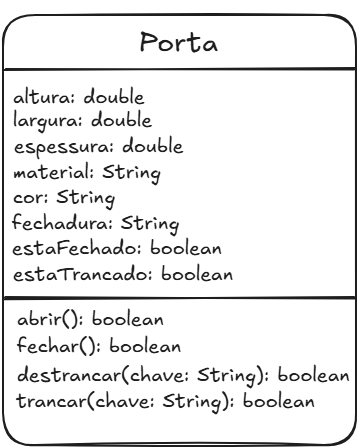 Porta
altura: double
largura: double
espessura: double
material: String
cor: String
fechadura: String
estaFechado: boolean
estaTrancado: boolean
abrir(): boolean
fechar(): boolean
destrancar(chave: String): boolean
trancar(chave: String): boolean